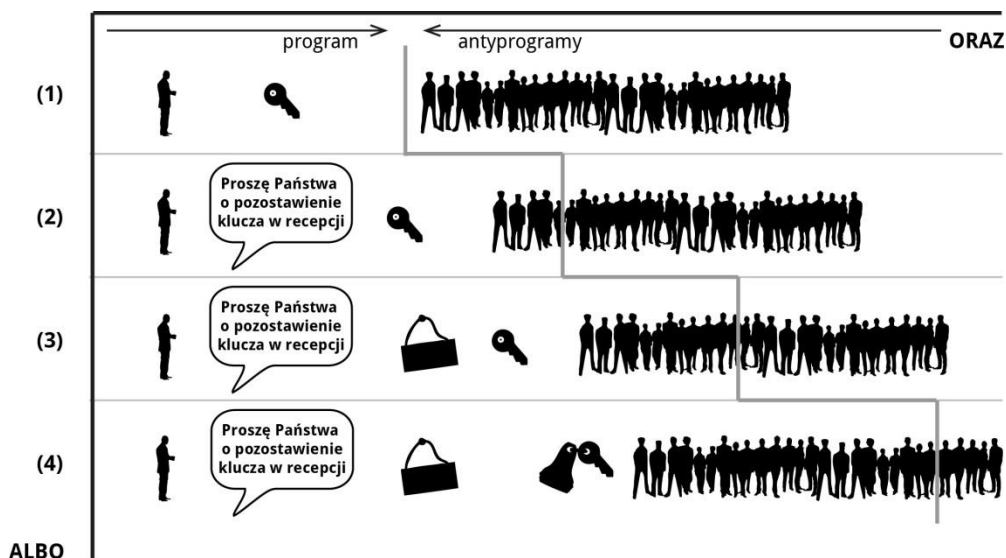 program
antyprogramy
ORAZ
(1)
(2)
Proszę Państwa
o pozostawienie
klucza w recepcji
(3)
Proszę Państwa
o pozostawienie
klucza w recepcji
(4)
Proszę Państwa
o pozostawienie
klucza w recepcji
ALBO